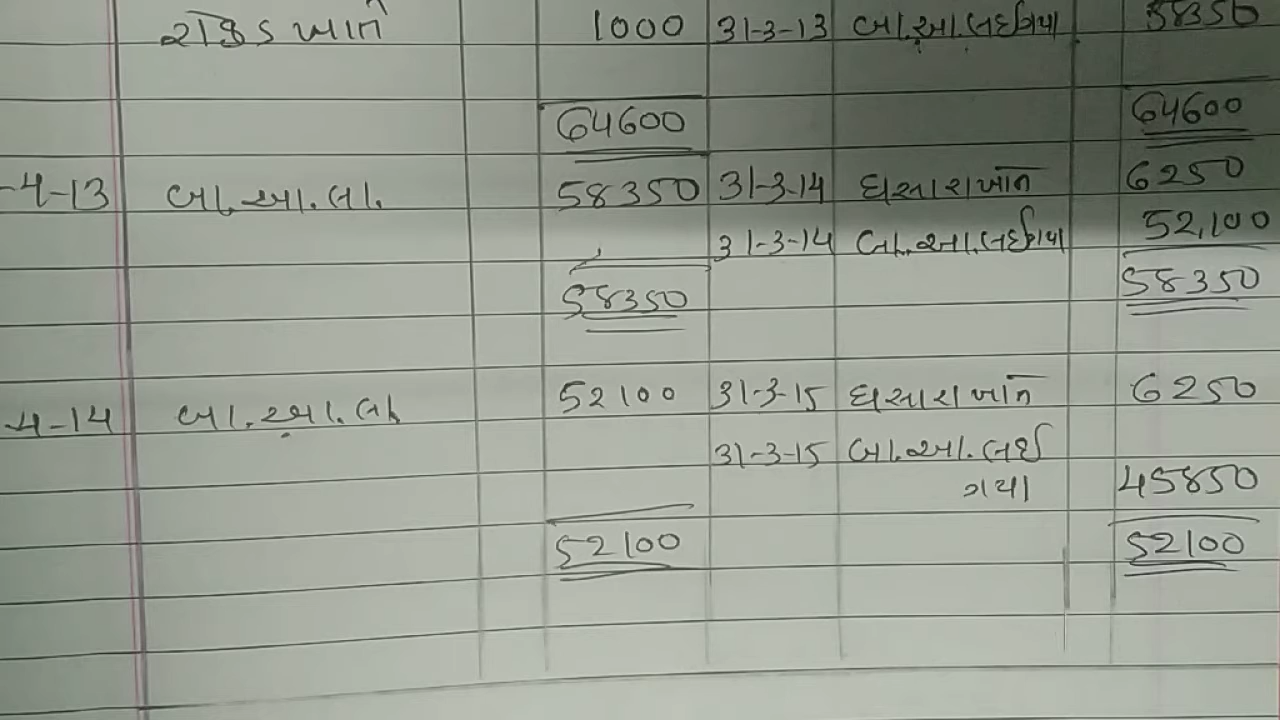 રોકડ ખાતે 1000 31-3-13 બા.આ.લઈ ગયા 58350
64600 64600
-4-13 બા.આ.લા. 58350 31-3-14 ઘસારા ખાતે 6250
31-3-14 બા.આ.લઈ ગયા 52,100
58350 58350
-4-14 બા.આ.લા 52100 31-3-15 ઘસારા ખાતે 6250
31-3-15 બા.આ.લઈ
ગયા 45850
52100 52100